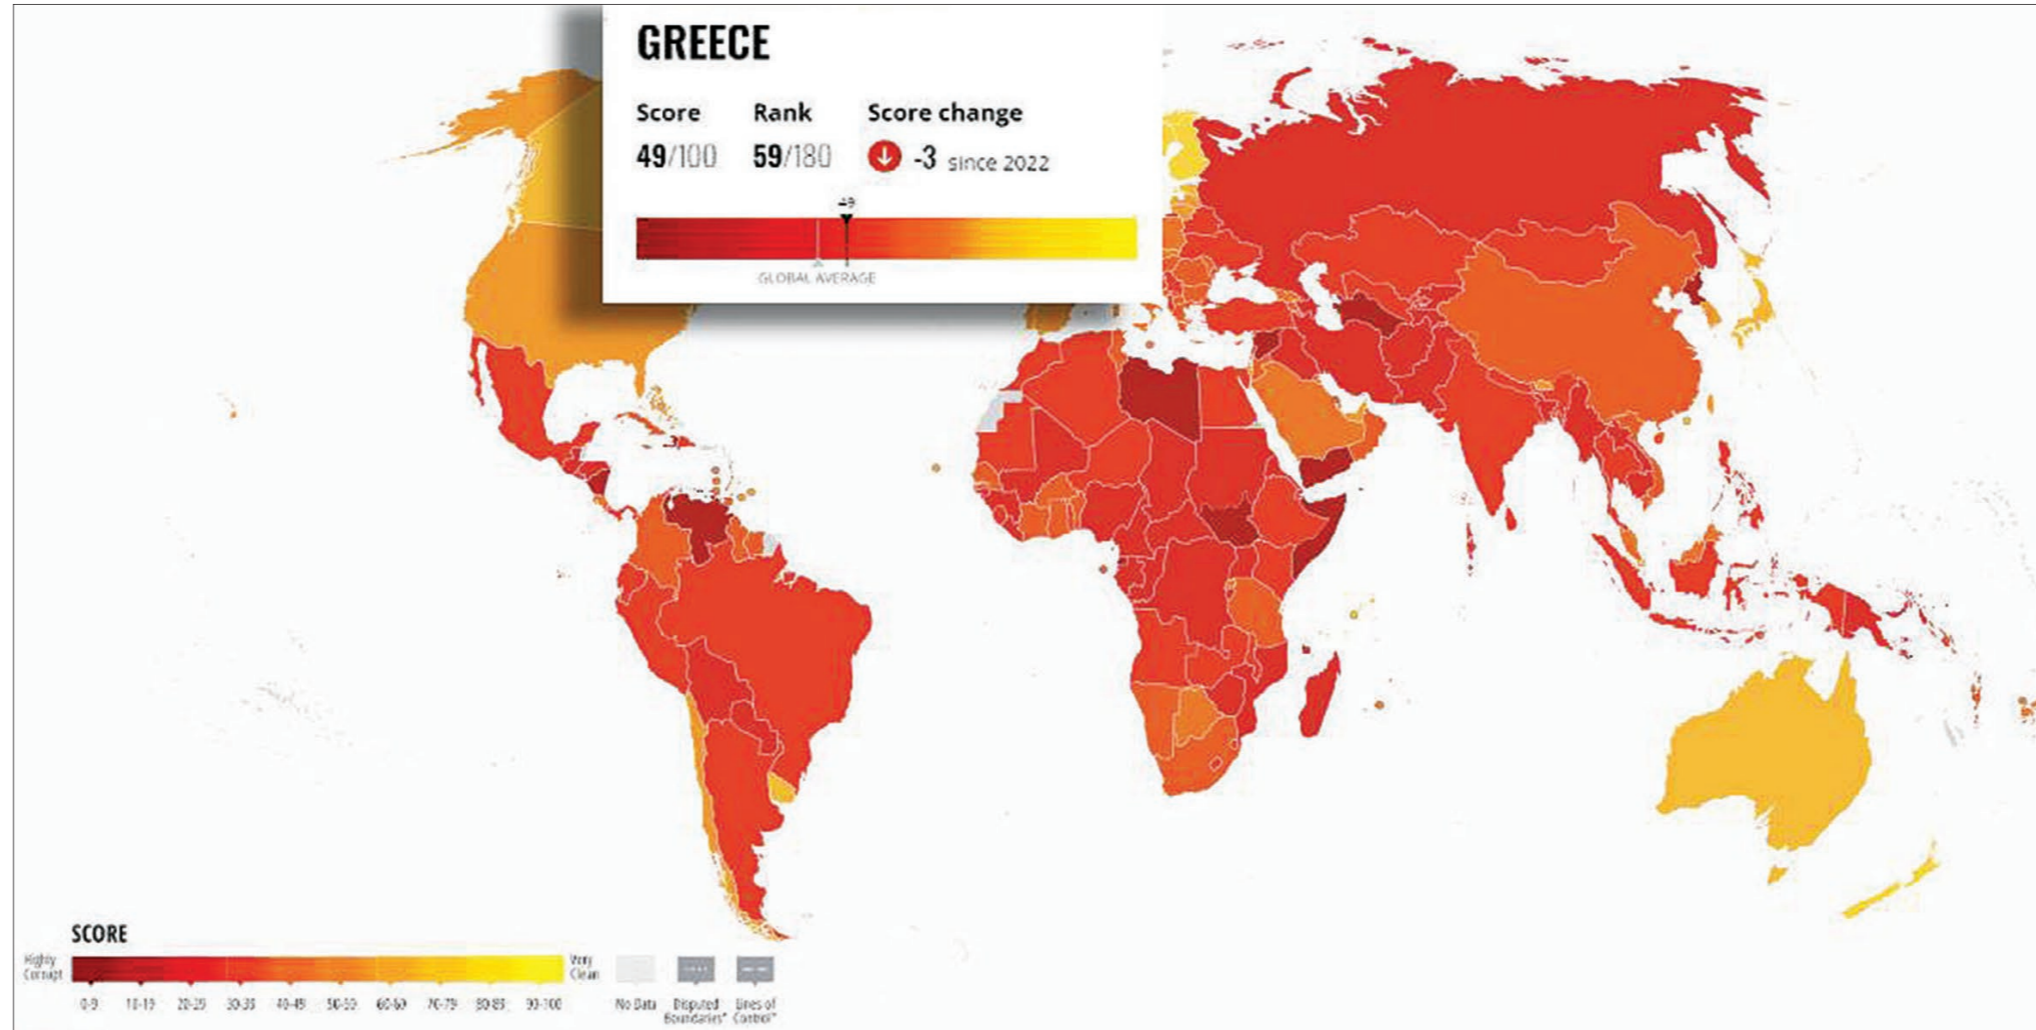 GREECE
Score Rank Score change
49/100 59/180 -3 since 2022
49
GLOBAL AVERAGE
SCORE
Highly
Corrupt
Very
Clean
0-9 10-19 20-29 30-39 40-49 50-59 60-69 70-79 80-89 90-100
No Data
Disputed
Boundaries*
Lines of
Control*